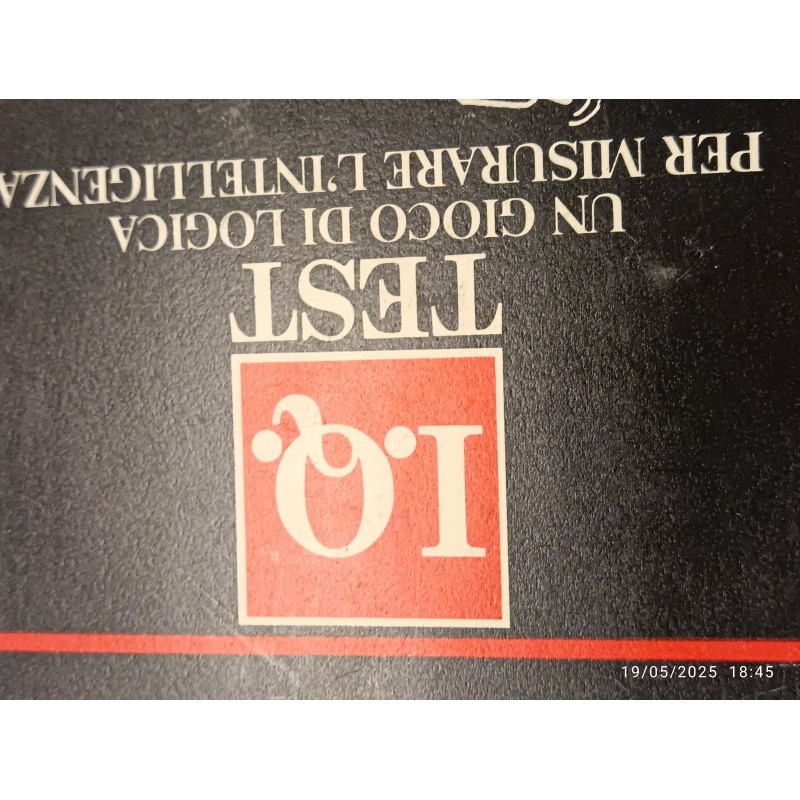 I.Q.
TEST
UN GIOCO DI LOGICA
PER MISURARE L'INTELLIGENZA
19/05/2025 18:45